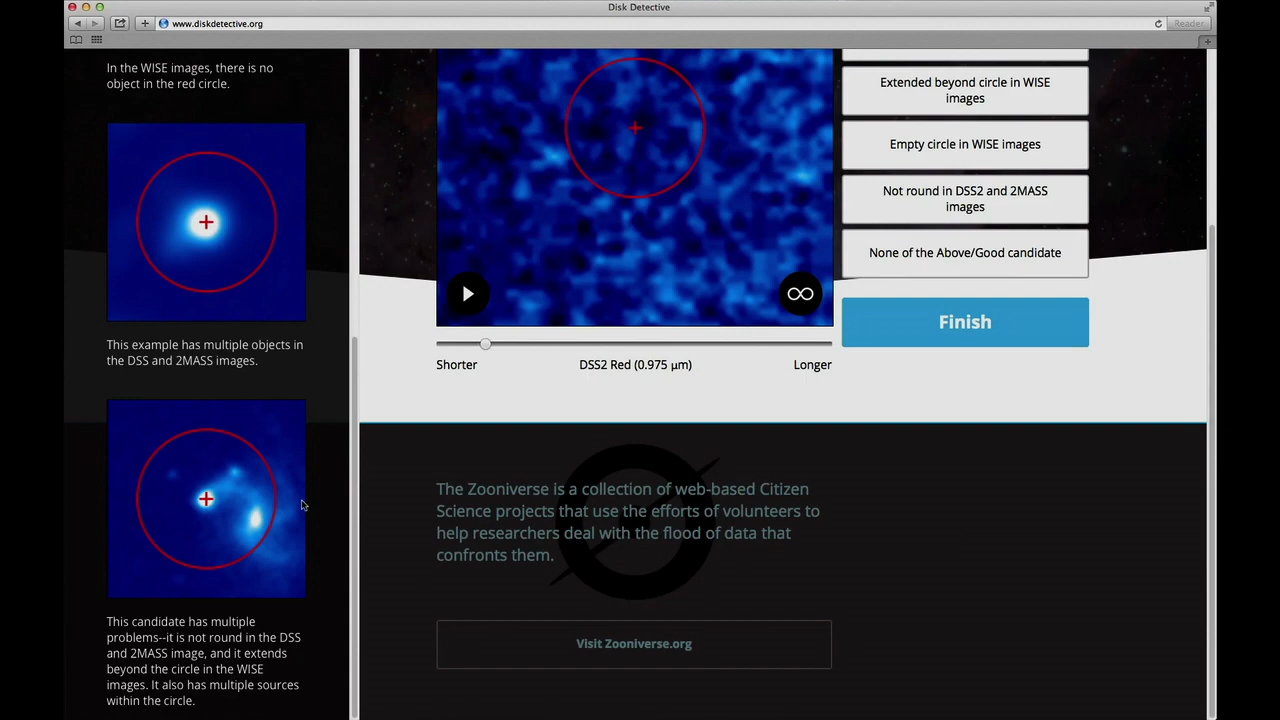 Disk Detective
www.diskdetective.org
Reader
In the WISE images, there is no
object in the red circle.
This example has multiple objects in
the DSS and 2MASS images.
This candidate has multiple
problems--it is not round in the DSS
and 2MASS image, and it extends
beyond the circle in the WISE
images. It also has multiple sources
within the circle.
Extended beyond circle in WISE
images
Empty circle in WISE images
Not round in DSS2 and 2MASS
images
None of the Above/Good candidate
Finish
Shorter
DSS2 Red (0.975 μm)
Longer
The Zooniverse is a collection of web-based Citizen
Science projects that use the efforts of volunteers to
help researchers deal with the flood of data that
confronts them.
Visit Zooniverse.org